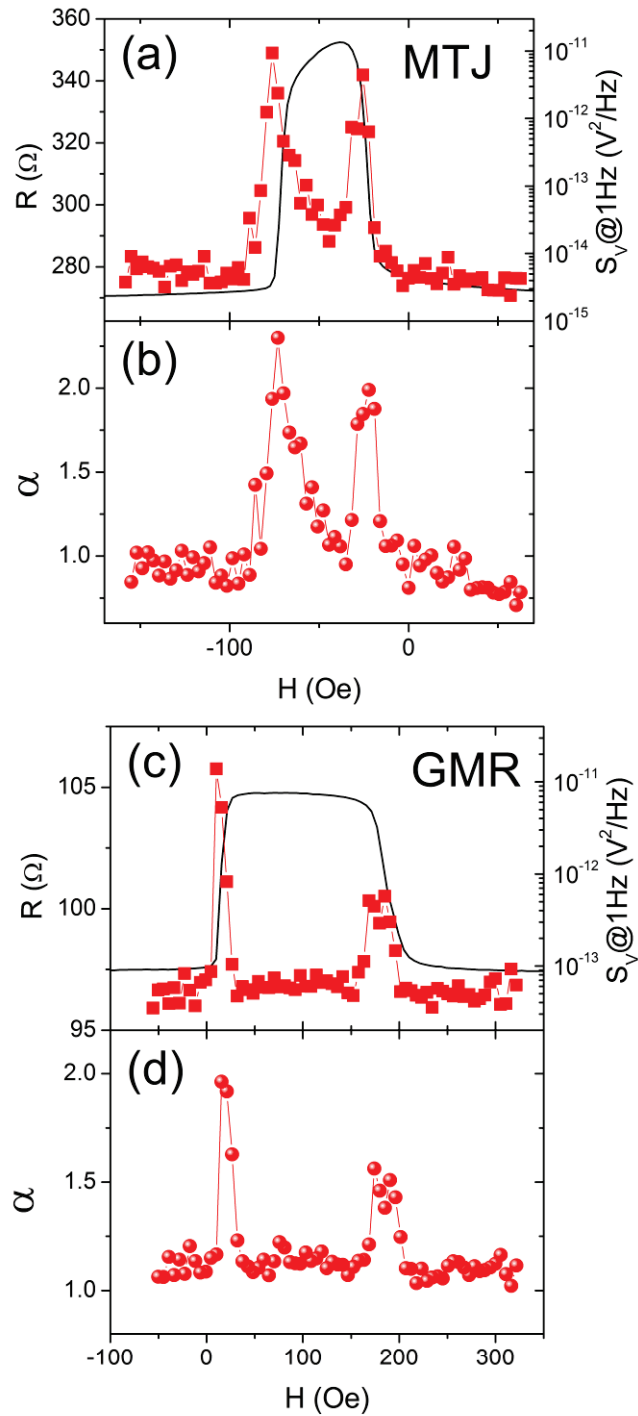 (a)
MTJ
360
340
320
300
280
R (Ω)
10⁻¹¹
10⁻¹²
10⁻¹³
10⁻¹⁴
10⁻¹⁵
S_V@1Hz (V²/Hz)
(b)
2.0
1.5
1.0
α
-100
0
H (Oe)
(c)
GMR
105
100
95
R (Ω)
10⁻¹¹
10⁻¹²
10⁻¹³
S_V@1Hz (V²/Hz)
(d)
2.0
1.5
1.0
α
-100
0
100
200
300
H (Oe)